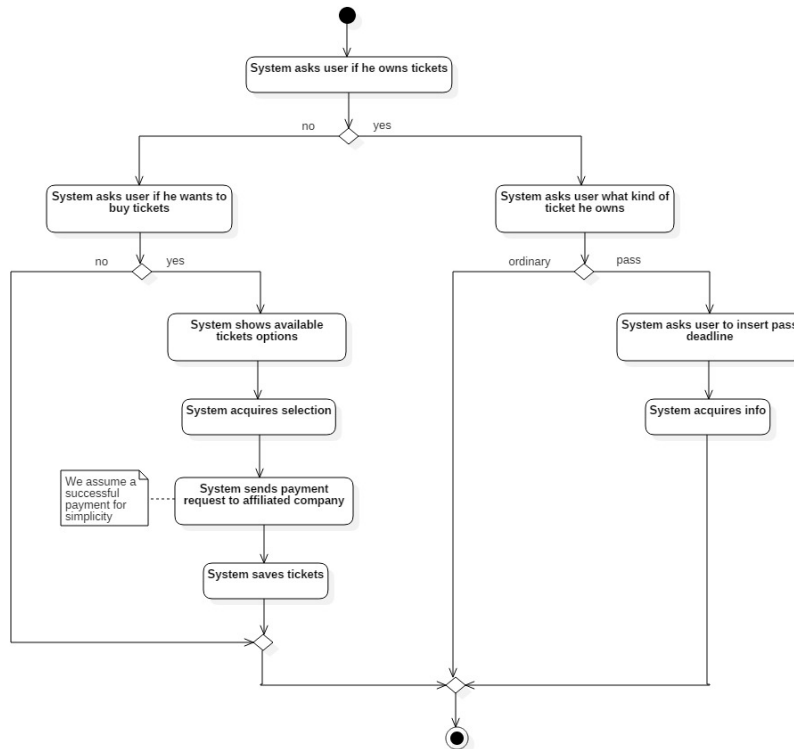 System asks user if he owns tickets
no
yes
System asks user if he wants to
buy tickets
System asks user what kind of
ticket he owns
no
yes
ordinary
pass
System shows available
tickets options
System asks user to insert pass
deadline
System acquires selection
System acquires info
We assume a
successful
payment for
simplicity
System sends payment
request to affiliated company
System saves tickets